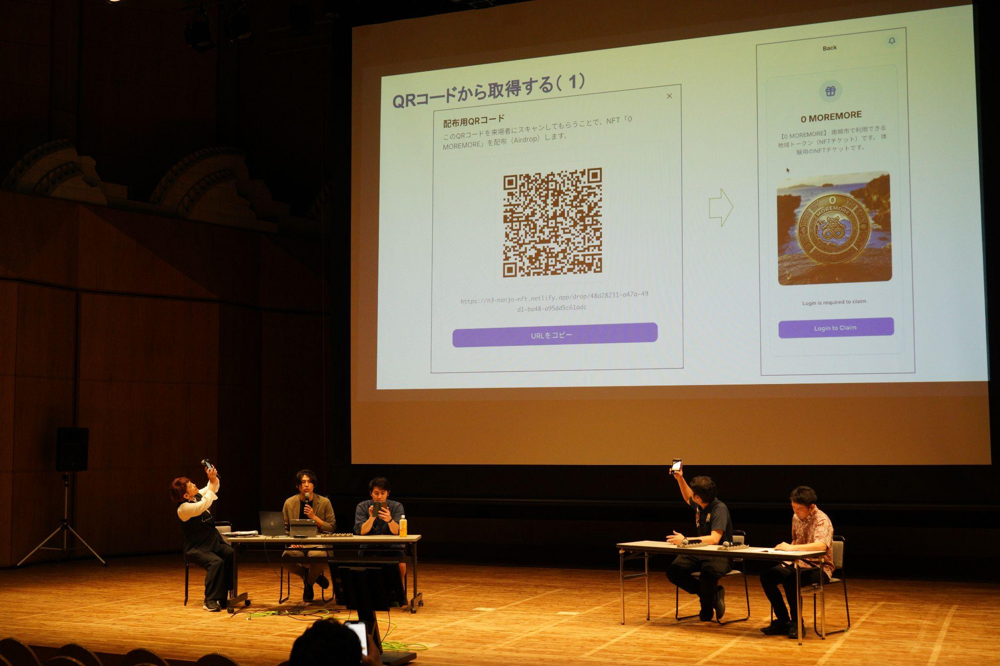 QRコードから取得する( 1)
配布用QRコード
このQRコードを来場者にスキャンしてもらうことで、NFT「0
MOREMORE」を配布（Airdrop）します。
https://n3-nanjo-nft.netlify.app/drop/48d28231-a47a-49
d1-ba48-a95dd5c61adc
URLをコピー
Back
0 MOREMORE
【0 MOREMORE】 南城市で利用できる
地域トークン（NFTチケット）です。 体
験用のNFTチケットです。
0
MOREMORE
Login is required to claim.
Login to Claim